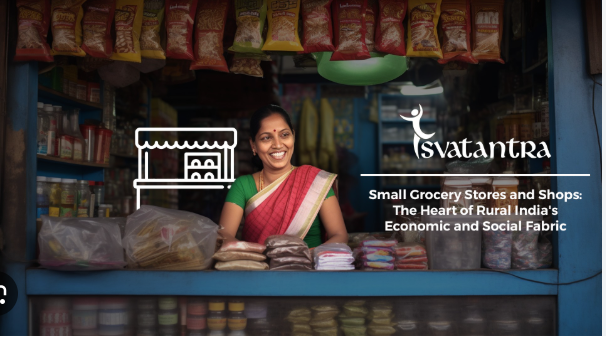 SVATANTRA
Small Grocery Stores and Shops:
The Heart of Rural India's
Economic and Social Fabric